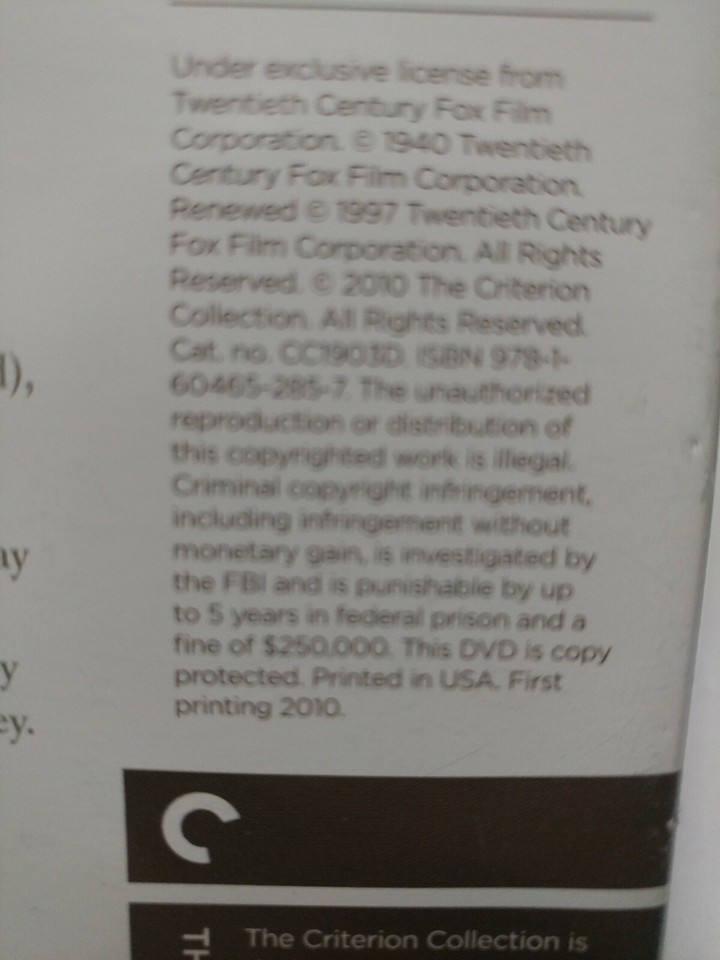 Under exclusive license from
Twentieth Century Fox Film
Corporation. © 1940 Twentieth
Century Fox Film Corporation.
Renewed © 1997 Twentieth Century
Fox Film Corporation. All Rights
Reserved. © 2010 The Criterion
Collection. All Rights Reserved.
Cat. no. CC1903D. ISBN 978-1-
60465-285-7. The unauthorized
reproduction or distribution of
this copyrighted work is illegal.
Criminal copyright infringement,
including infringement without
monetary gain, is investigated by
the FBI and is punishable by up
to 5 years in federal prison and a
fine of $250,000. This DVD is copy
protected. Printed in USA. First
printing 2010.
The Criterion Collection is